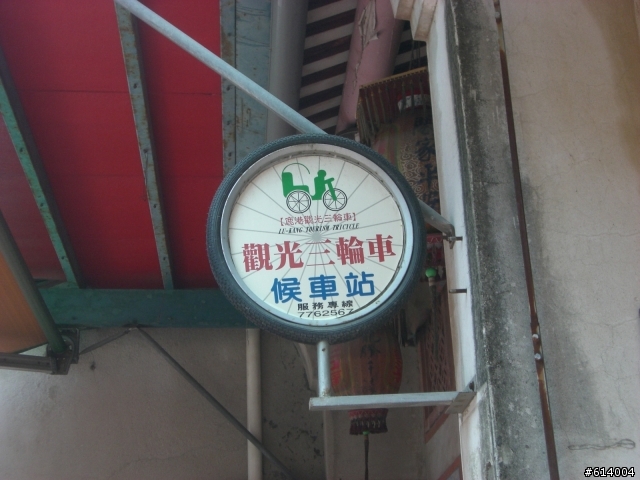 【鹿港觀光三輪車】
LU-KANG TOURISM TRICYCLE
觀光三輪車
候車站
服務專線
7762567
#614004